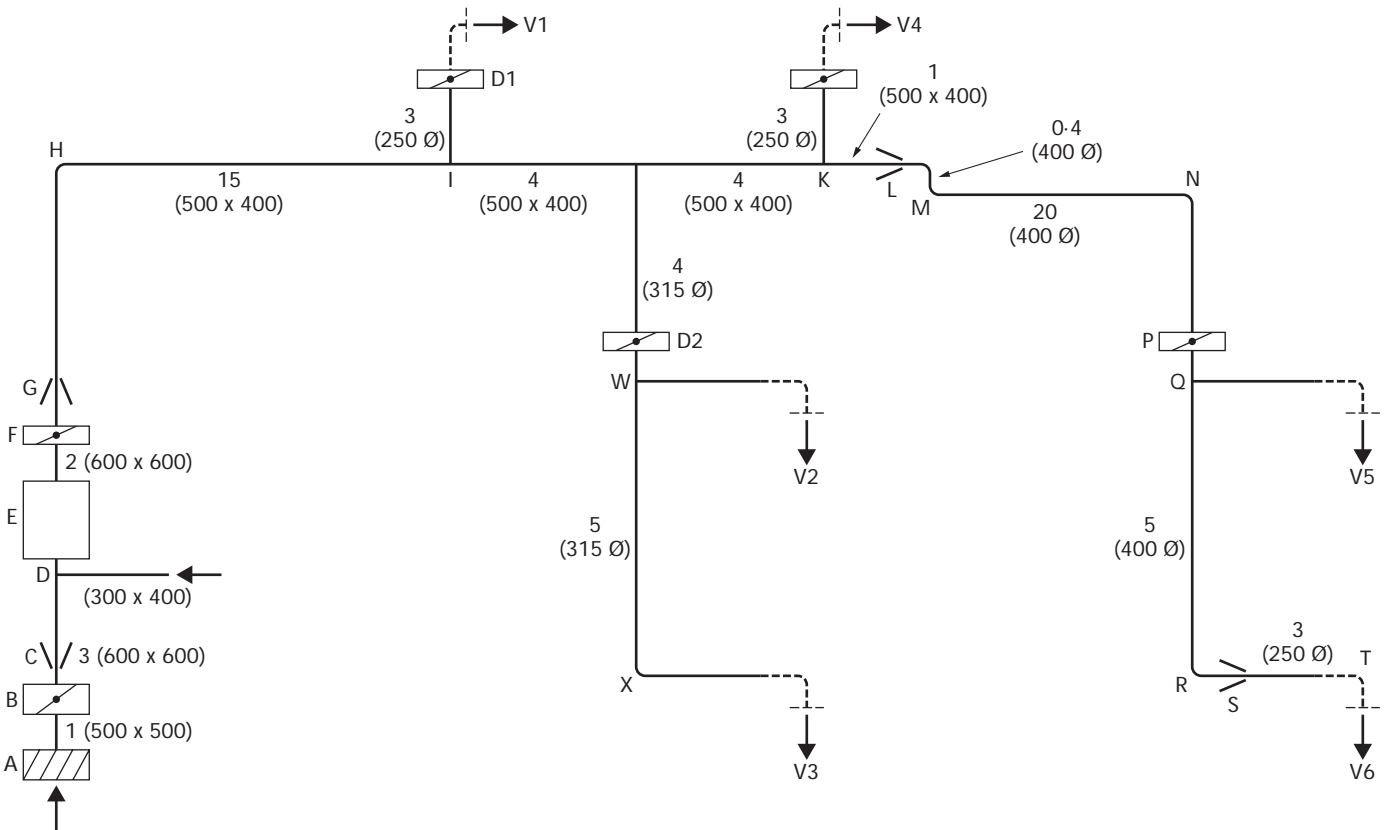 V1
V4
D1
1
(500 x 400)
3
(250 Ø)
3
(250 Ø)
0·4
(400 Ø)
H
15
(500 x 400)
I
4
(500 x 400)
4
(500 x 400)
K
L
M
N
20
(400 Ø)
4
(315 Ø)
D2
P
W
Q
G
F
2 (600 x 600)
V2
V5
E
5
(315 Ø)
5
(400 Ø)
D
(300 x 400)
C
3 (600 x 600)
3
(250 Ø)
T
X
R
S
B
1 (500 x 500)
A
V3
V6